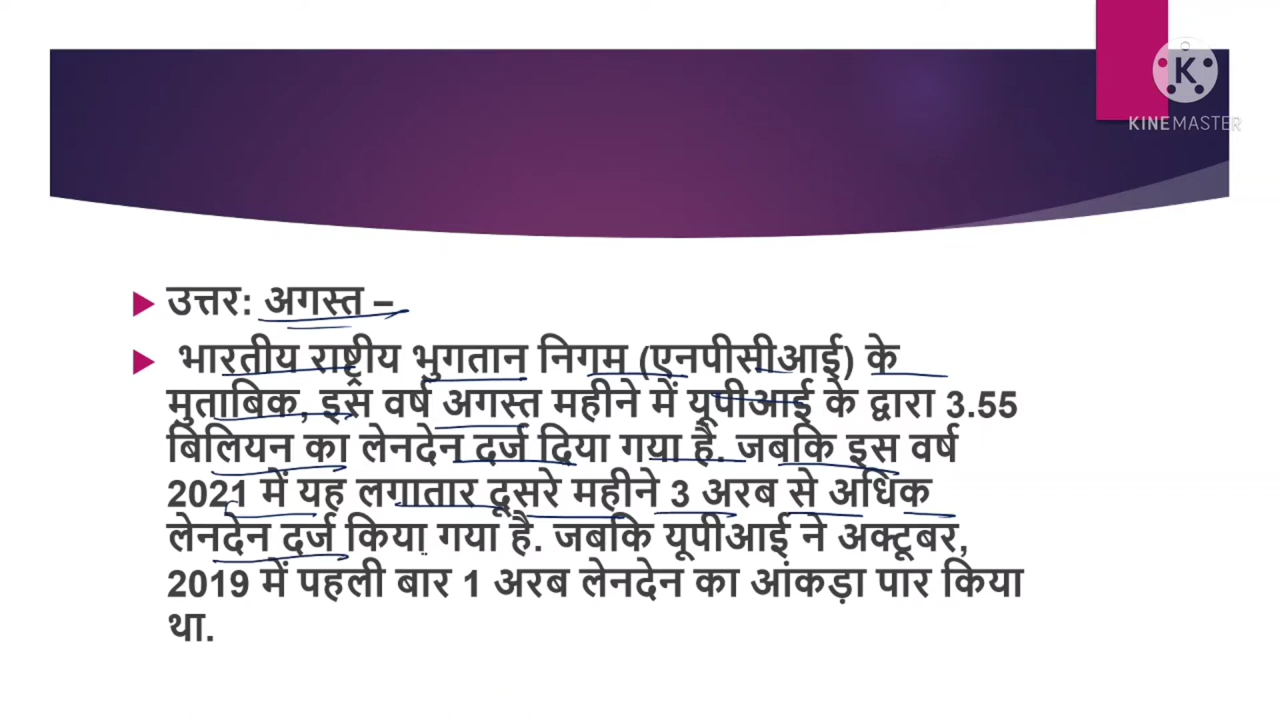 K
KINEMASTER
उत्तर: अगस्त –
भारतीय राष्ट्रीय भुगतान निगम (एनपीसीआई) के
मुताबिक, इस वर्ष अगस्त महीने में यूपीआई के द्वारा 3.55
बिलियन का लेनदेन दर्ज दिया गया है. जबकि इस वर्ष
2021 में यह लगातार दूसरे महीने 3 अरब से अधिक
लेनदेन दर्ज किया गया है. जबकि यूपीआई ने अक्टूबर,
2019 में पहली बार 1 अरब लेनदेन का आंकड़ा पार किया
था.